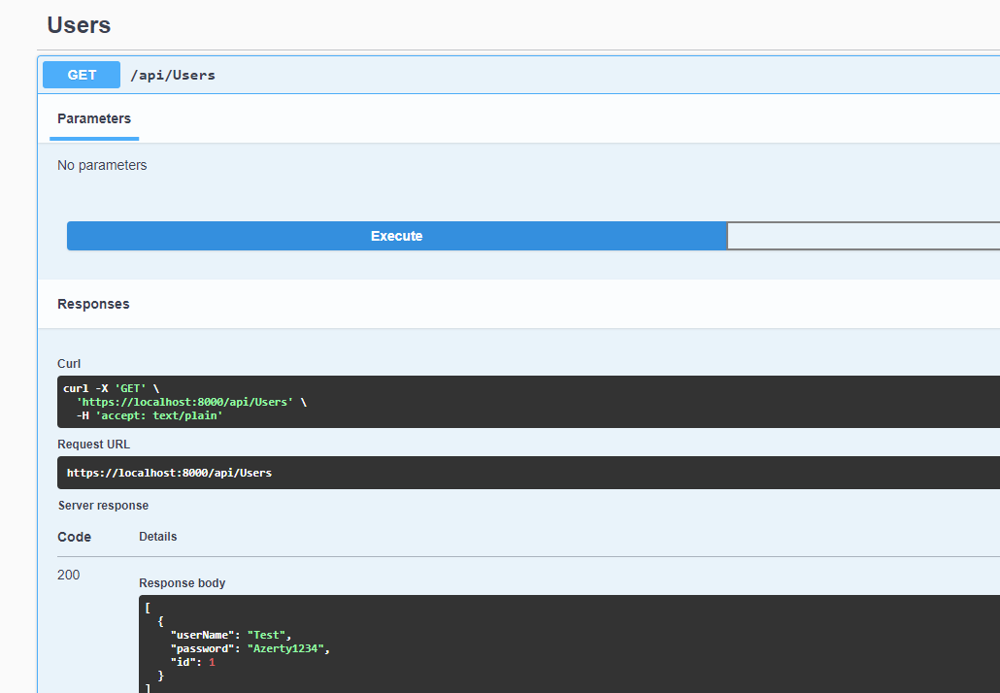 Users
GET /api/Users
Parameters
No parameters
Execute
Responses
Curl
curl -X 'GET' \
  'https://localhost:8000/api/Users' \
  -H 'accept: text/plain'
Request URL
https://localhost:8000/api/Users
Server response
Code Details
200
Response body
[
  {
    "userName": "Test",
    "password": "Azerty1234",
    "id": 1
  }
]